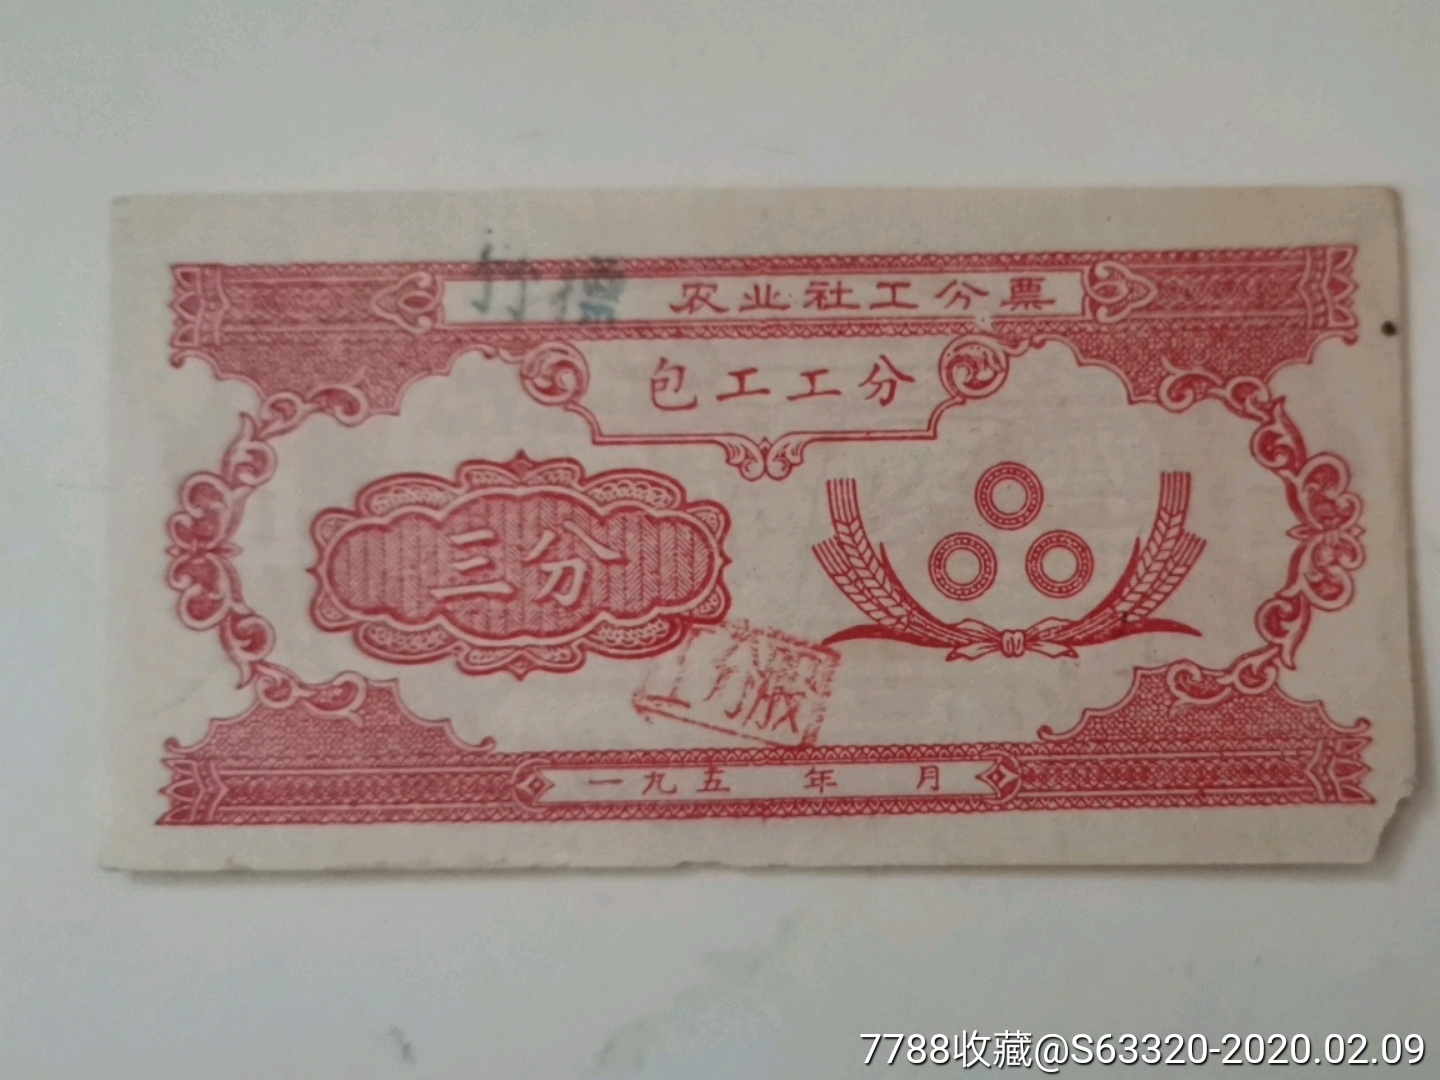 农业社工分票
包工工分
三分
一九五 年 月
7788收藏@S63320-2020.02.09